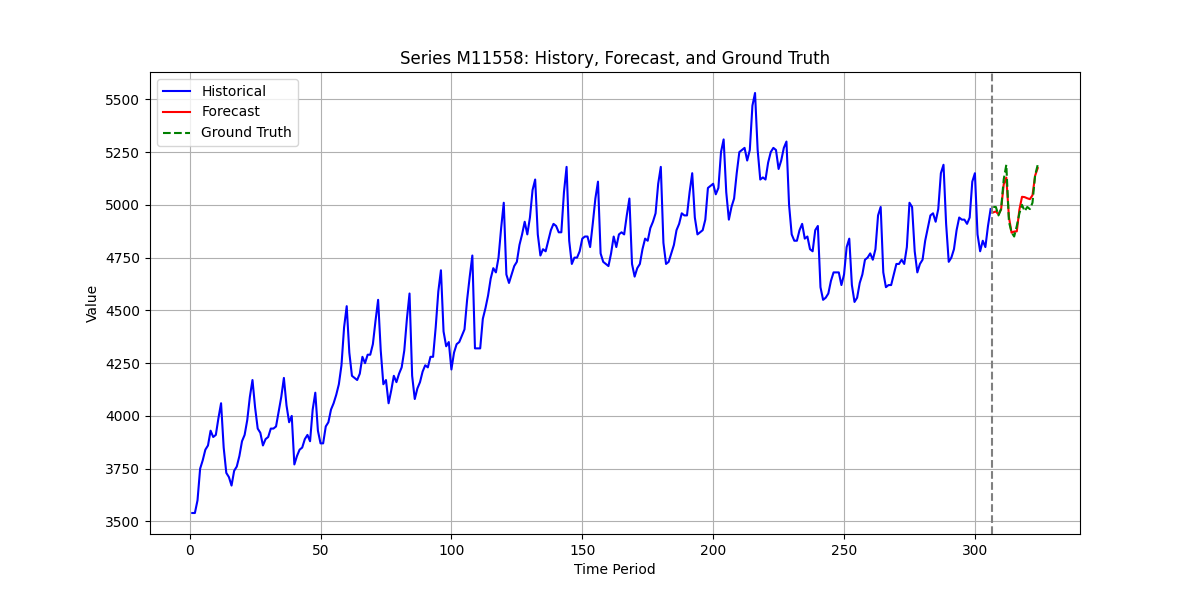 Series M11558: History, Forecast, and Ground Truth
Historical
Forecast
Ground Truth
5500
5250
5000
4750
4500
4250
4000
3750
3500
Value
0 50 100 150 200 250 300
Time Period